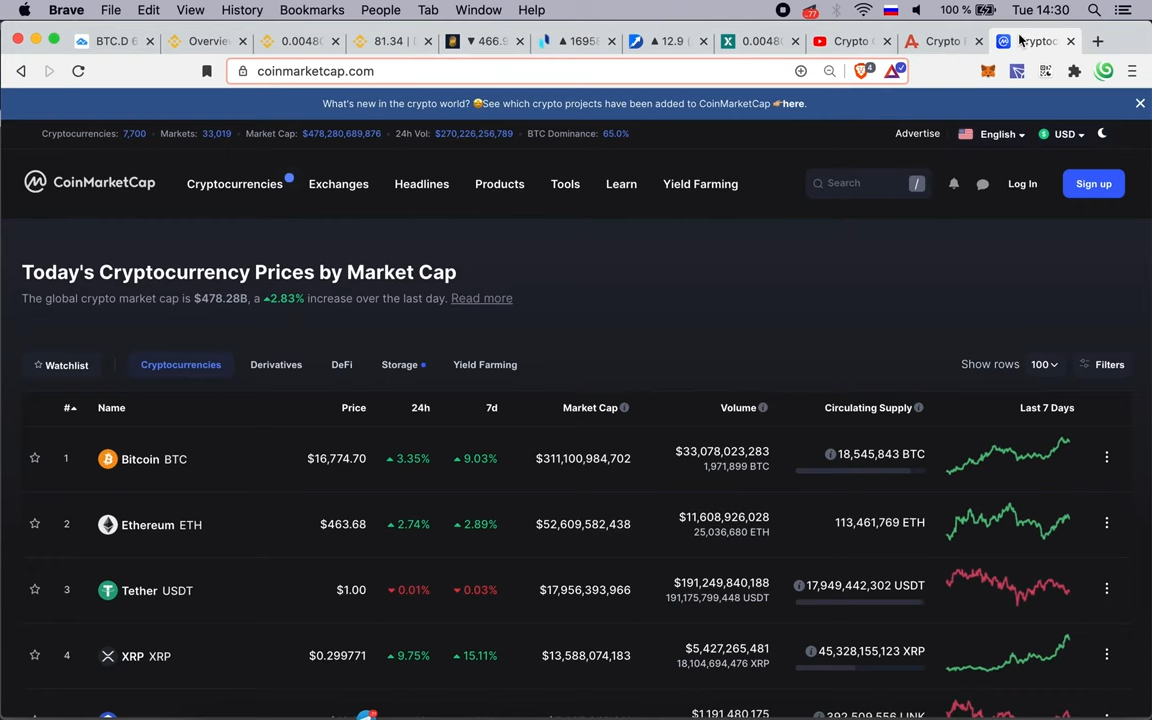 Brave File Edit View History Bookmarks People Tab Window Help 77 100 % Tue 14:30
BTC.D 6 Overvie 0.0048( 81.34 | ▼ 466.9 ▲ 1695 ▲ 12.9 ( 0.0048( Crypto Crypto Cryptoc
coinmarketcap.com 4
What's new in the crypto world? 🤩See which crypto projects have been added to CoinMarketCap 👉here.
Cryptocurrencies: 7,700 · Markets: 33,019 · Market Cap: $478,280,689,876 · 24h Vol: $270,226,256,789 · BTC Dominance: 65.0% Advertise English USD
CoinMarketCap Cryptocurrencies Exchanges Headlines Products Tools Learn Yield Farming Search / Log In Sign up
Today's Cryptocurrency Prices by Market Cap
The global crypto market cap is $478.28B, a ▲2.83% increase over the last day. Read more
Watchlist Cryptocurrencies Derivatives DeFi Storage Yield Farming Show rows 100 Filters
#▲ Name Price 24h 7d Market Cap Volume Circulating Supply Last 7 Days
1 Bitcoin BTC $16,774.70 ▲ 3.35% ▲ 9.03% $311,100,984,702 $33,078,023,283 18,545,843 BTC
1,971,899 BTC
2 Ethereum ETH $463.68 ▲ 2.74% ▲ 2.89% $52,609,582,438 $11,608,926,028 113,461,769 ETH
25,036,680 ETH
3 Tether USDT $1.00 ▼ 0.01% ▼ 0.03% $17,956,393,966 $191,249,840,188 17,949,442,302 USDT
191,175,799,448 USDT
4 XRP XRP $0.299771 ▲ 9.75% ▲ 15.11% $13,588,074,183 $5,427,265,481 45,328,155,123 XRP
18,104,694,476 XRP
$1,191,480,175 392,509,556 LINK